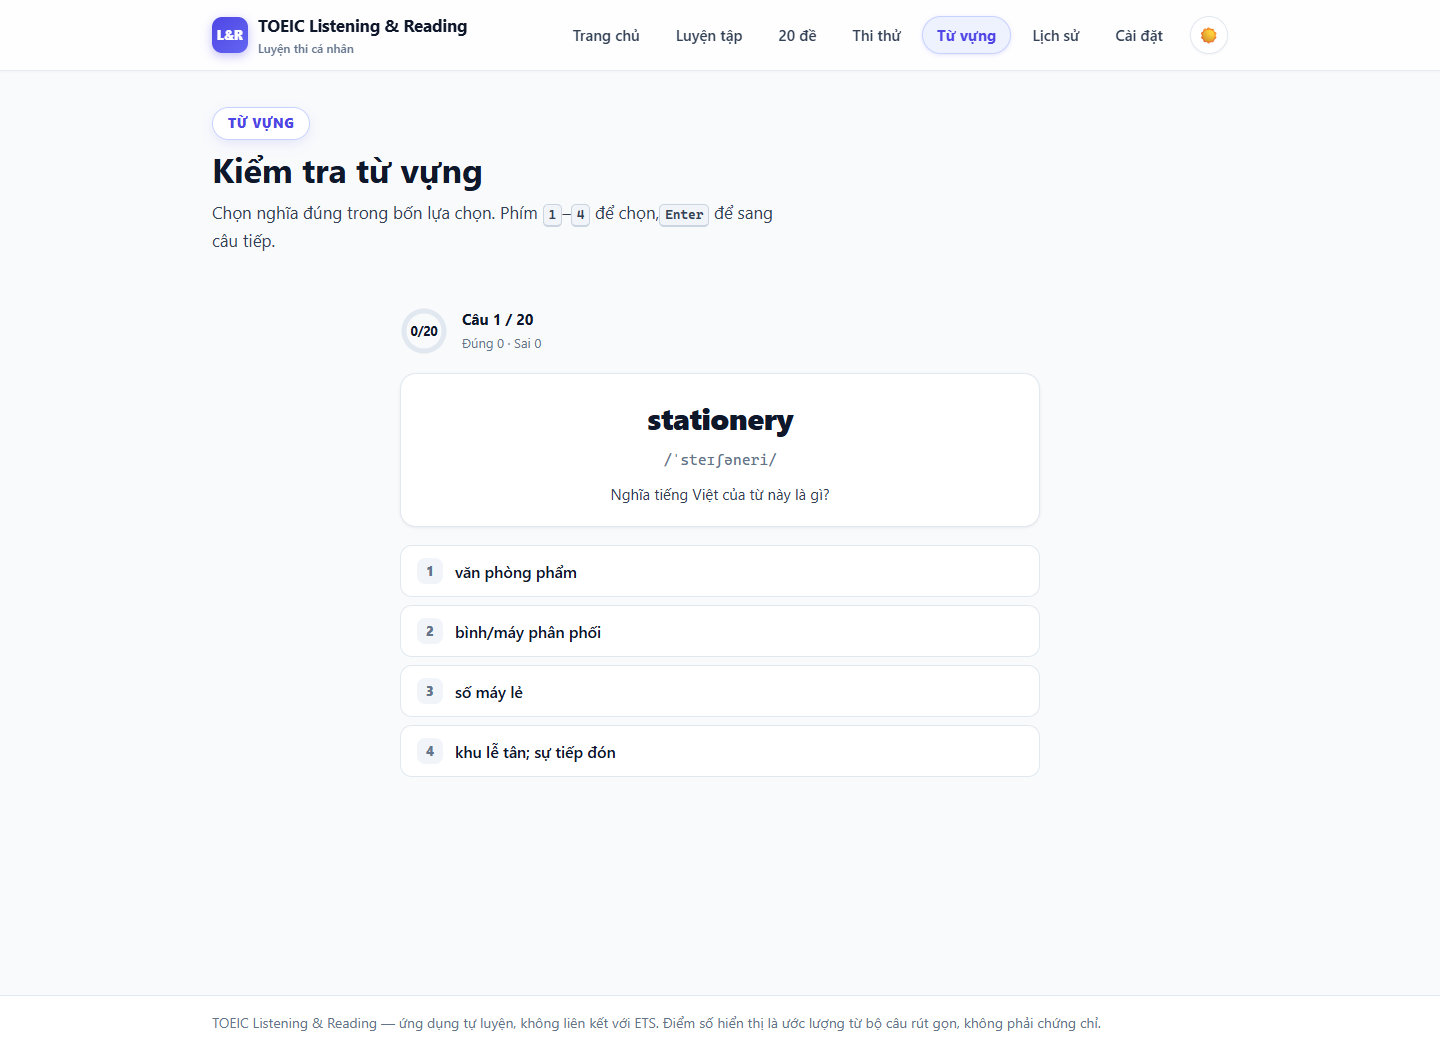 L&R
TOEIC Listening & Reading
Luyện thi cá nhân
Trang chủ
Luyện tập
20 đề
Thi thử
Từ vựng
Lịch sử
Cài đặt
TỪ VỰNG
Kiểm tra từ vựng
Chọn nghĩa đúng trong bốn lựa chọn. Phím 1–4 để chọn,Enter để sang
câu tiếp.
0/20
Câu 1 / 20
Đúng 0 · Sai 0
stationery
/ˈsteɪʃəneri/
Nghĩa tiếng Việt của từ này là gì?
1 văn phòng phẩm
2 bình/máy phân phối
3 số máy lẻ
4 khu lễ tân; sự tiếp đón
TOEIC Listening & Reading — ứng dụng tự luyện, không liên kết với ETS. Điểm số hiển thị là ước lượng từ bộ câu rút gọn, không phải chứng chỉ.